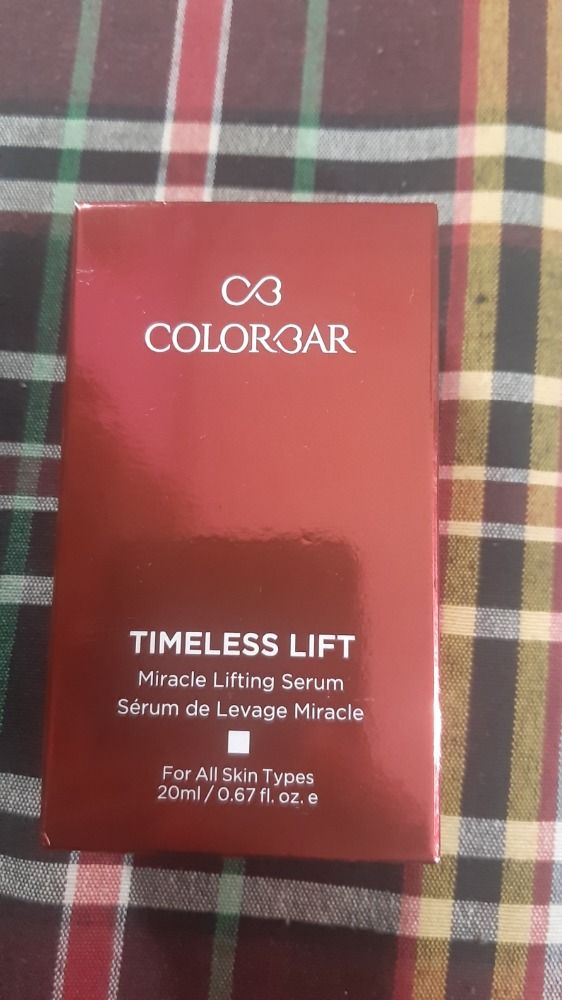 CB
COLORBAR
TIMELESS LIFT
Miracle Lifting Serum
Sérum de Levage Miracle
For All Skin Types
20ml / 0.67 fl. oz. e